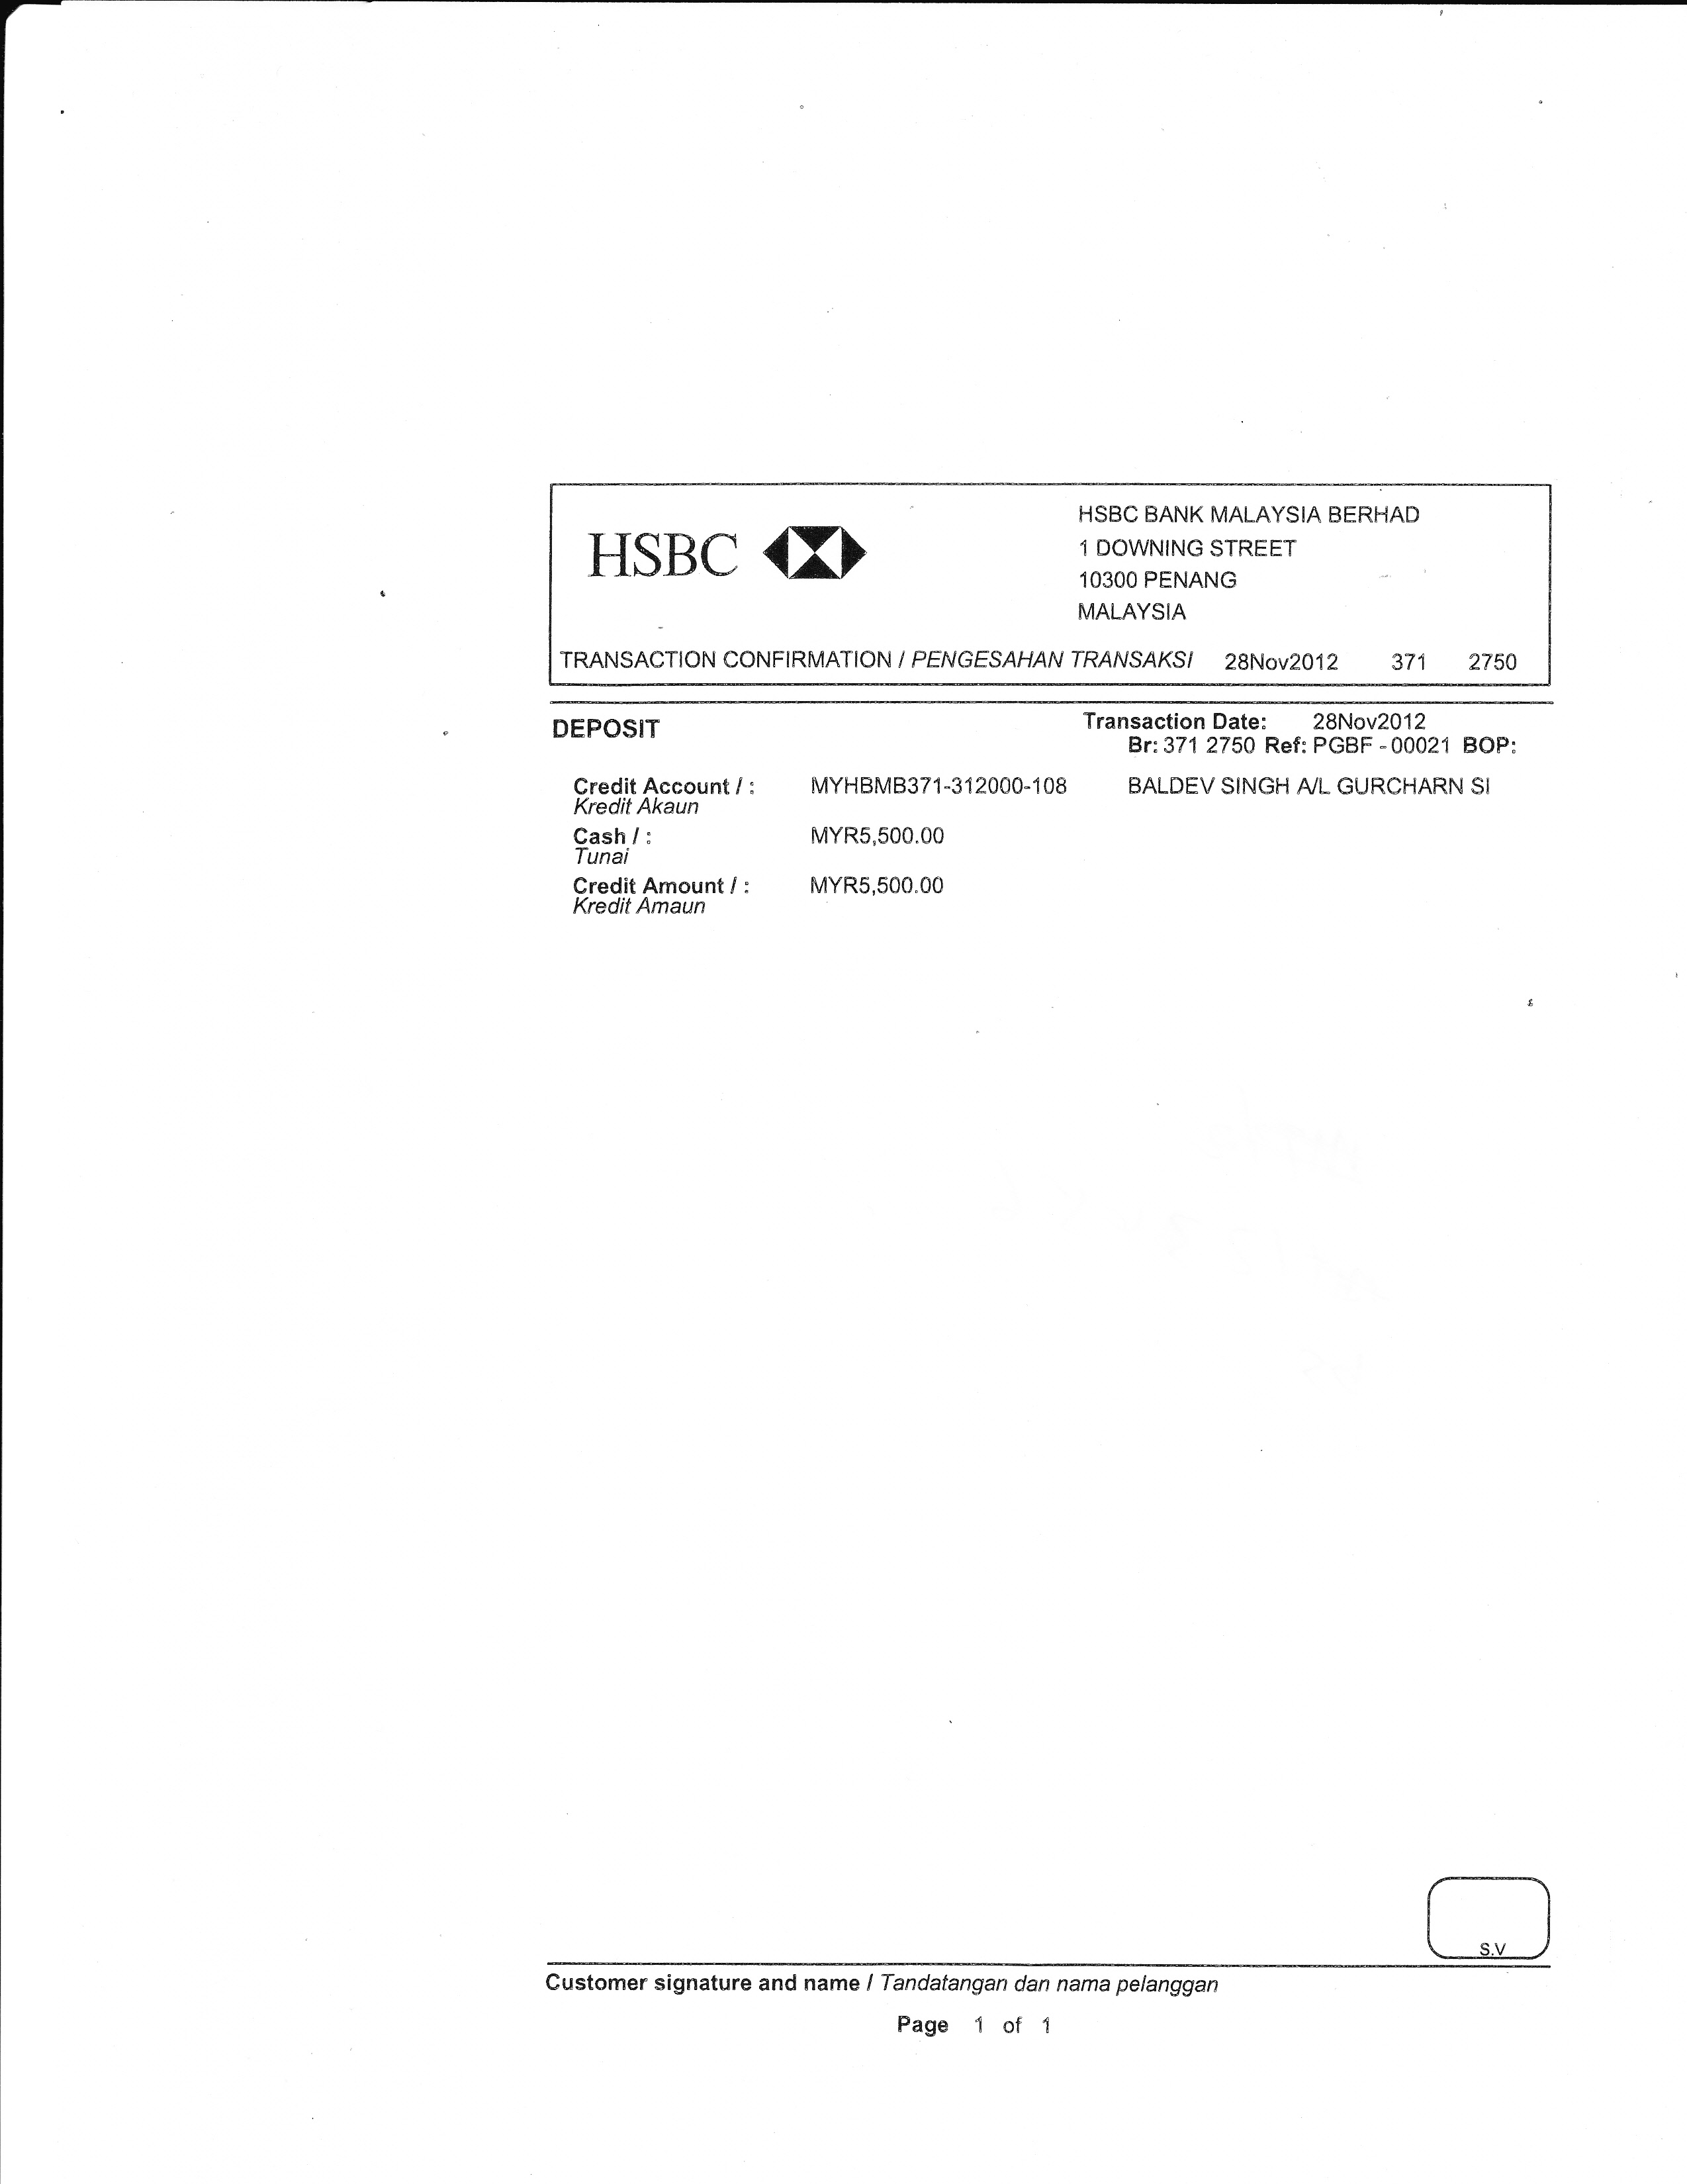 HSBC
HSBC BANK MALAYSIA BERHAD
1 DOWNING STREET
10300 PENANG
MALAYSIA
TRANSACTION CONFIRMATION / PENGESAHAN TRANSAKSI 28Nov2012 371 2750
DEPOSIT Transaction Date: 28Nov2012
Br: 371 2750 Ref: PGBF - 00021 BOP:
Credit Account / : MYHBMB371-312000-108 BALDEV SINGH A/L GURCHARN SI
Kredit Akaun
Cash / : MYR5,500.00
Tunai
Credit Amount / : MYR5,500.00
Kredit Amaun
S.V
Customer signature and name / Tandatangan dan nama pelanggan
Page 1 of 1